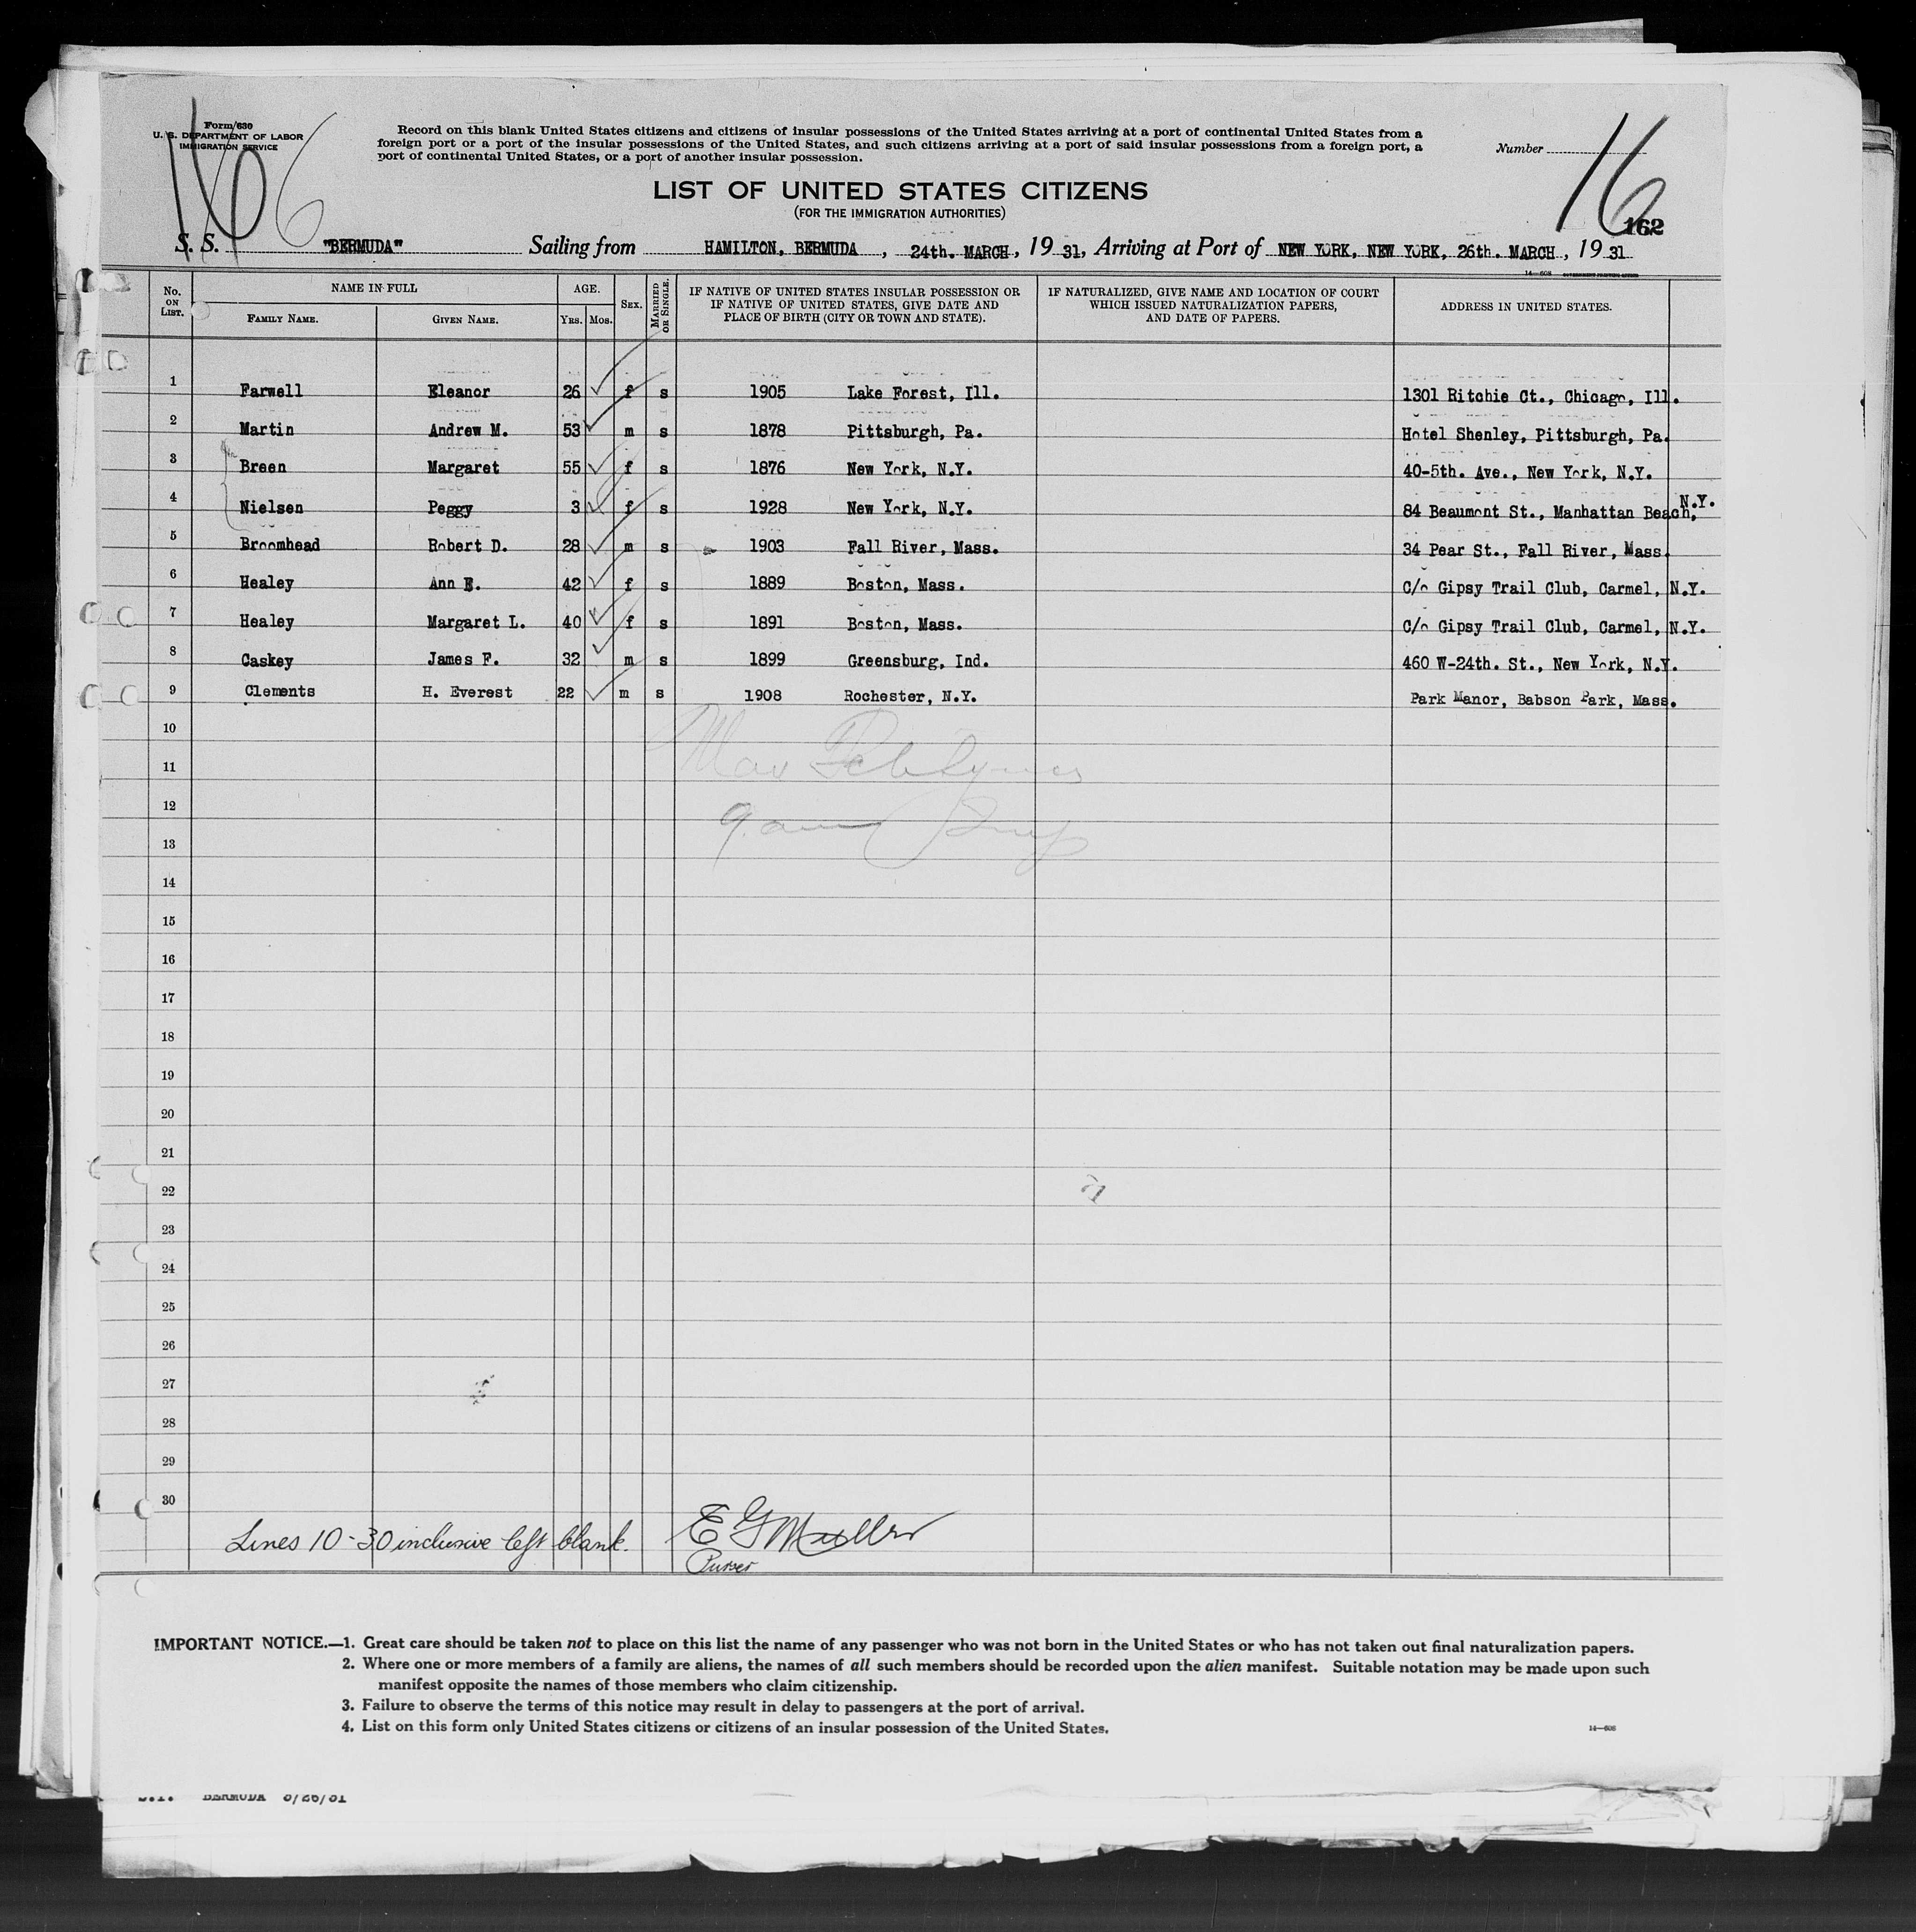 Form 630
U. S. DEPARTMENT OF LABOR
IMMIGRATION SERVICE
16
6
Record on this blank United States citizens and citizens of insular possessions of the United States arriving at a port of continental United States from a
foreign port or a port of the insular possessions of the United States, and such citizens arriving at a port of said insular possessions from a foreign port, a
port of continental United States, or a port of another insular possession.
Number
16
162
LIST OF UNITED STATES CITIZENS
(FOR THE IMMIGRATION AUTHORITIES)
S. S. "BERMUDA" Sailing from HAMILTON, BERMUDA, 24th. MARCH, 19 31, Arriving at Port of NEW YORK, NEW YORK, 26th. MARCH, 19 31
14—608 GOVERNMENT PRINTING OFFICE
No. ON LIST. NAME IN FULL FAMILY NAME. GIVEN NAME. AGE. YRS. MOS. SEX. MARRIED OR SINGLE. IF NATIVE OF UNITED STATES INSULAR POSSESSION OR IF NATIVE OF UNITED STATES, GIVE DATE AND PLACE OF BIRTH (CITY OR TOWN AND STATE). IF NATURALIZED, GIVE NAME AND LOCATION OF COURT WHICH ISSUED NATURALIZATION PAPERS, AND DATE OF PAPERS. ADDRESS IN UNITED STATES.
1 Farwell Eleanor 26 f s 1905 Lake Forest, Ill. 1301 Ritchie Ct., Chicago, Ill.
2 Martin Andrew M. 53 m s 1878 Pittsburgh, Pa. Hotel Shenley, Pittsburgh, Pa.
3 Breen Margaret 55 f s 1876 New York, N.Y. 40-5th. Ave., New York, N.Y.
4 Nielsen Peggy 3 f s 1928 New York, N.Y. 84 Beaumont St., Manhattan Beach, N.Y.
5 Broomhead Robert D. 28 m s 1903 Fall River, Mass. 34 Pear St., Fall River, Mass.
6 Healey Ann E. 42 f s 1889 Boston, Mass. C/o Gipsy Trail Club, Carmel, N.Y.
7 Healey Margaret L. 40 f s 1891 Boston, Mass. C/o Gipsy Trail Club, Carmel, N.Y.
8 Caskey James F. 32 m s 1899 Greensburg, Ind. 460 W-24th. St., New York, N.Y.
9 Clements H. Everest 22 m s 1908 Rochester, N.Y. Park Manor, Babson Park, Mass.
10
11
12
13
14
15
16
17
18
19
20
21
22
23
24
25
26
27
28
29
30
Lines 10-30 inclusive left blank.
E G Muller
Purser
IMPORTANT NOTICE.—1. Great care should be taken not to place on this list the name of any passenger who was not born in the United States or who has not taken out final naturalization papers.
2. Where one or more members of a family are aliens, the names of all such members should be recorded upon the alien manifest. Suitable notation may be made upon such
manifest opposite the names of those members who claim citizenship.
3. Failure to observe the terms of this notice may result in delay to passengers at the port of arrival.
4. List on this form only United States citizens or citizens of an insular possession of the United States.
14—608
BERMUDA 3/26/31